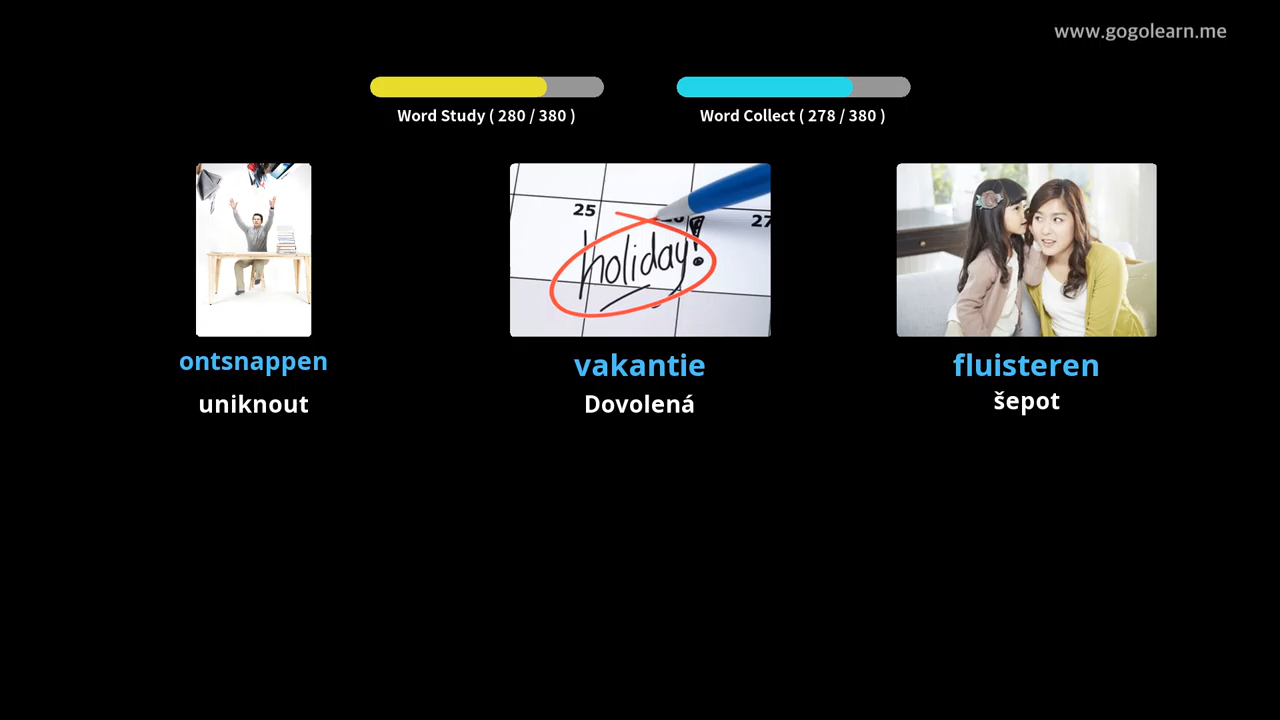 www.gogolearn.me
Word Study ( 280 / 380 )
Word Collect ( 278 / 380 )
25
27
holiday!
ontsnappen
vakantie
fluisteren
uniknout
Dovolená
šepot